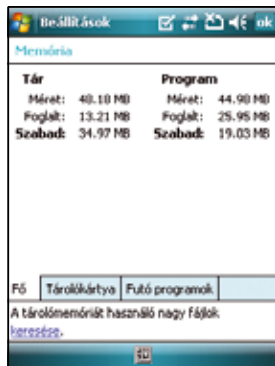 Beállítások ok
Memória
Tár Program
Méret: 48.18 MB Méret: 44.98 MB
Foglalt: 13.21 MB Foglalt: 25.95 MB
Szabad: 34.97 MB Szabad: 19.03 MB
Fő Tárolókártya Futó programok
A tárolómemóriát használó nagy fájlok
keresése.